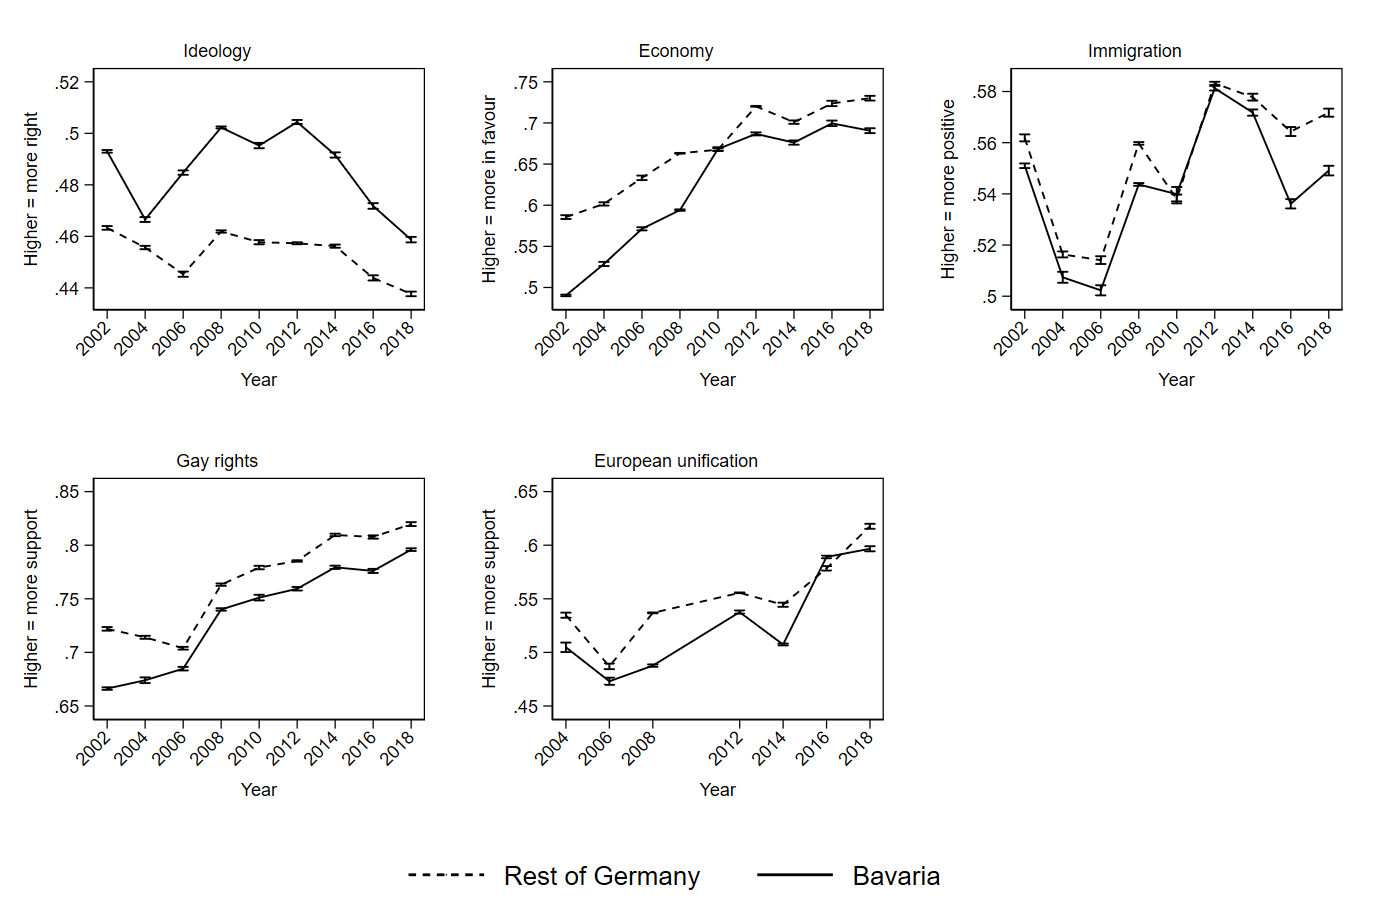 Ideology
Higher = more right
.52
.5
.48
.46
.44
2002 2004 2006 2008 2010 2012 2014 2016 2018
Year
Economy
Higher = more in favour
.75
.7
.65
.6
.55
.5
2002 2004 2006 2008 2010 2012 2014 2016 2018
Year
Immigration
Higher = more positive
.58
.56
.54
.52
.5
2002 2004 2006 2008 2010 2012 2014 2016 2018
Year
Gay rights
Higher = more support
.85
.8
.75
.7
.65
2002 2004 2006 2008 2010 2012 2014 2016 2018
Year
European unification
Higher = more support
.65
.6
.55
.5
.45
2004 2006 2008 2012 2014 2016 2018
Year
Rest of Germany Bavaria